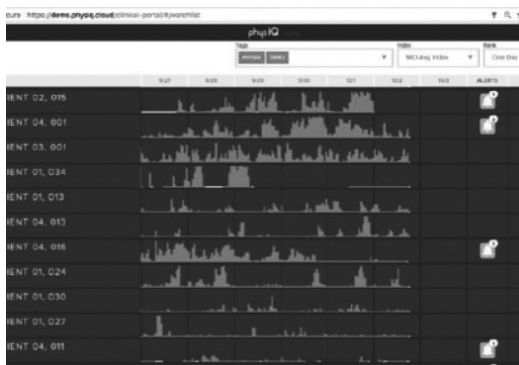 cure https://demo.physiq.cloud/clinical-portal/#/watchlist
physIQ
Tags
Index
Rank
PHYSIQ DEMO
MCI Avg Index
One Day
9/27 9/28 9/29 9/30 10/1 10/2 10/3 ALERTS
IENT 02, 015
IENT 04, 001
IENT 03, 001
IENT 01, 034
IENT 01, 013
IENT 04, 013
IENT 04, 016
IENT 01, 024
IENT 01, 030
IENT 01, 027
IENT 04, 011